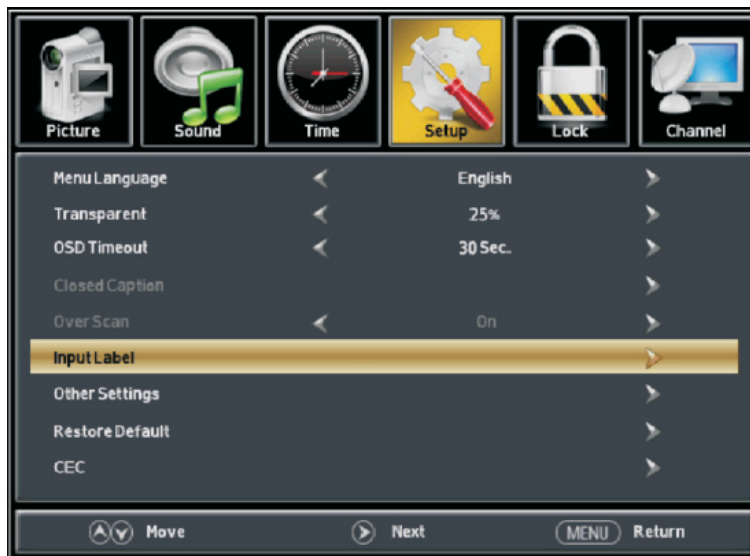 Picture Sound Time Setup Lock Channel
Menu Language English
Transparent 25%
OSD Timeout 30 Sec.
Closed Caption
Over Scan On
Input Label
Other Settings
Restore Default
CEC
Move Next MENU Return